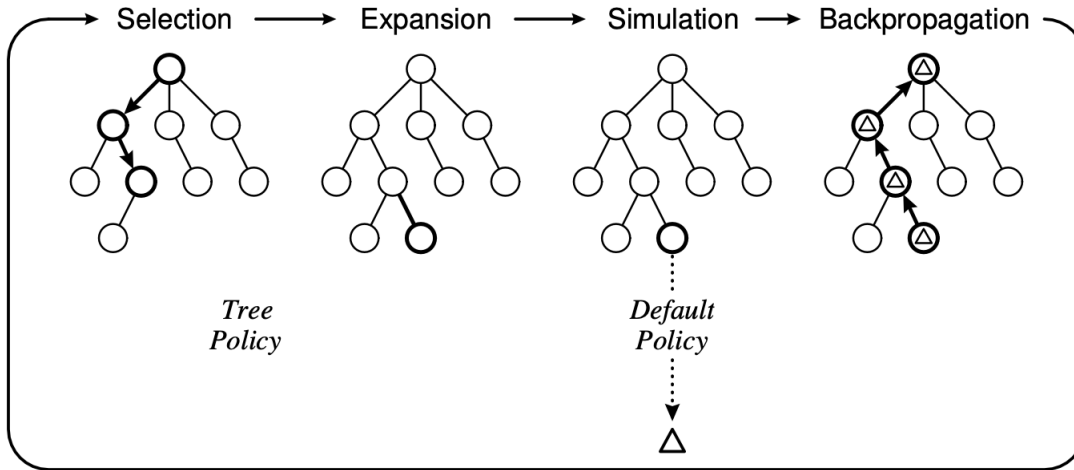 Selection
Expansion
Simulation
Backpropagation
Tree
Policy
Default
Policy